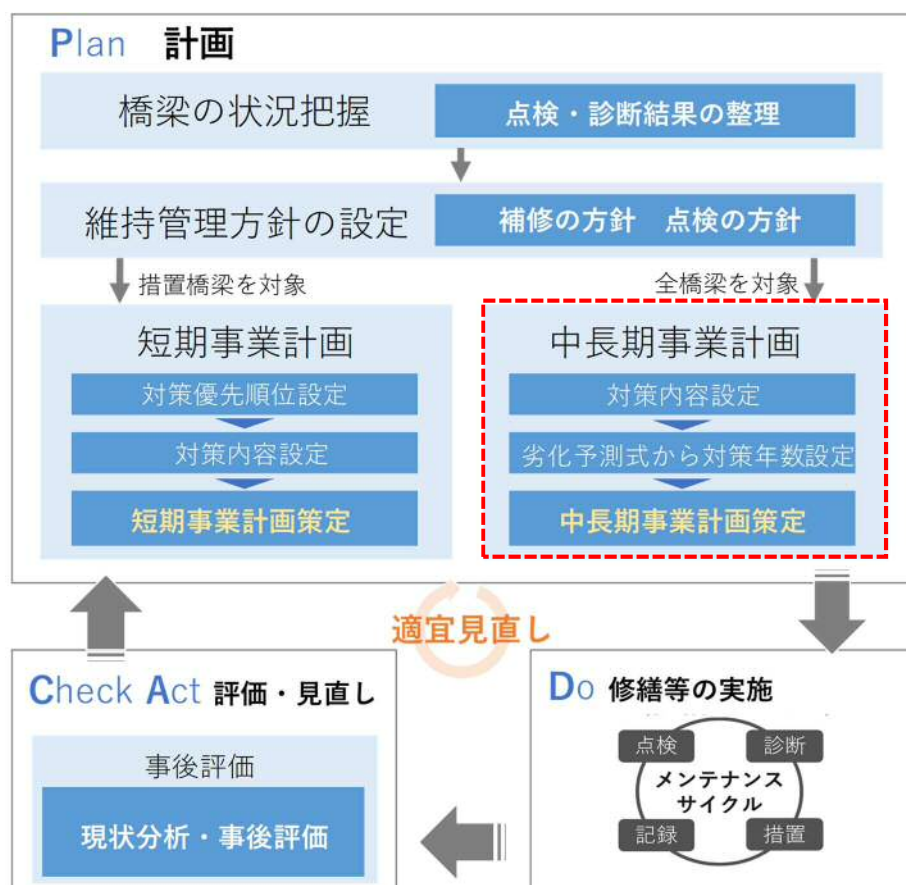 Plan 計画
橋梁の状況把握
点検・診断結果の整理
維持管理方針の設定
補修の方針 点検の方針
措置橋梁を対象
全橋梁を対象
短期事業計画
対策優先順位設定
対策内容設定
短期事業計画策定
中長期事業計画
対策内容設定
劣化予測式から対策年数設定
中長期事業計画策定
適宜見直し
Check Act 評価・見直し
事後評価
現状分析・事後評価
Do 修繕等の実施
点検
診断
メンテナンス
サイクル
記録
措置